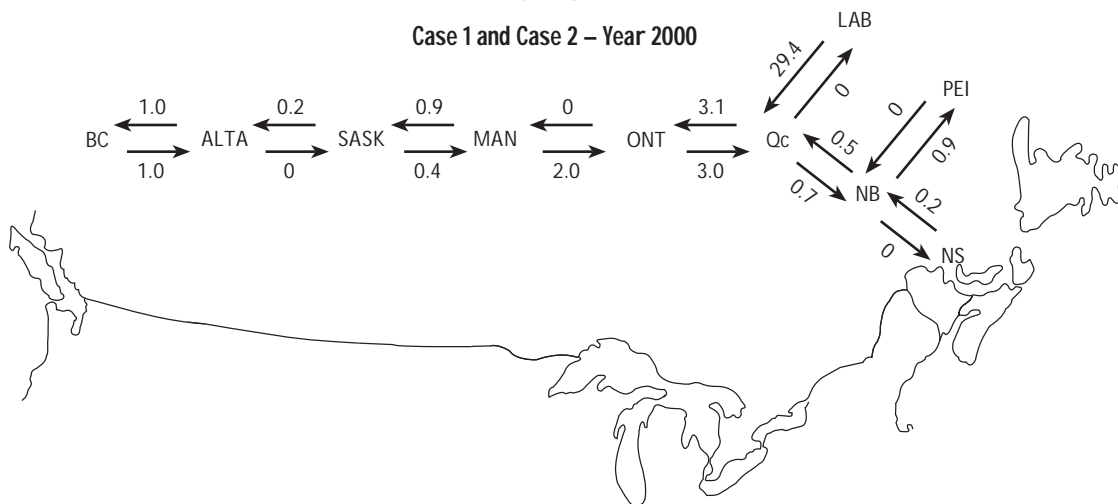 Case 1 and Case 2 – Year 2000
LAB
29.4
0
PEI
0
0.9
1.0
0.2
0.9
0
3.1
BC
ALTA
SASK
MAN
ONT
Qc
1.0
0
0.4
2.0
3.0
0.5
0.7
NB
0.2
0
NS